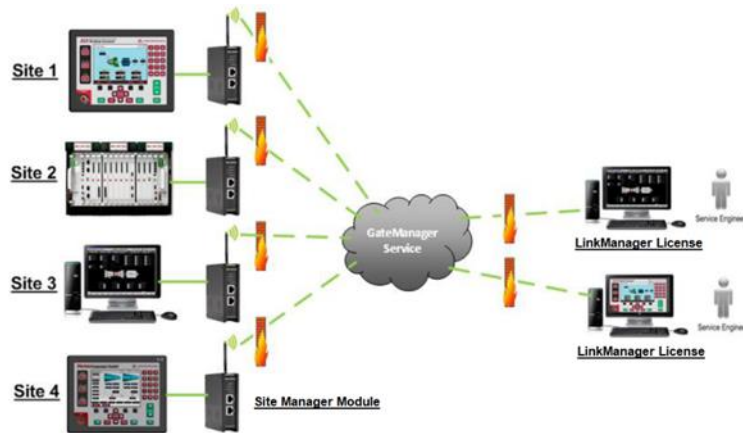 Site 1
Site 2
Site 3
Site 4
Site Manager Module
GateManager
Service
LinkManager License
Service Engineer
LinkManager License
Service Engine